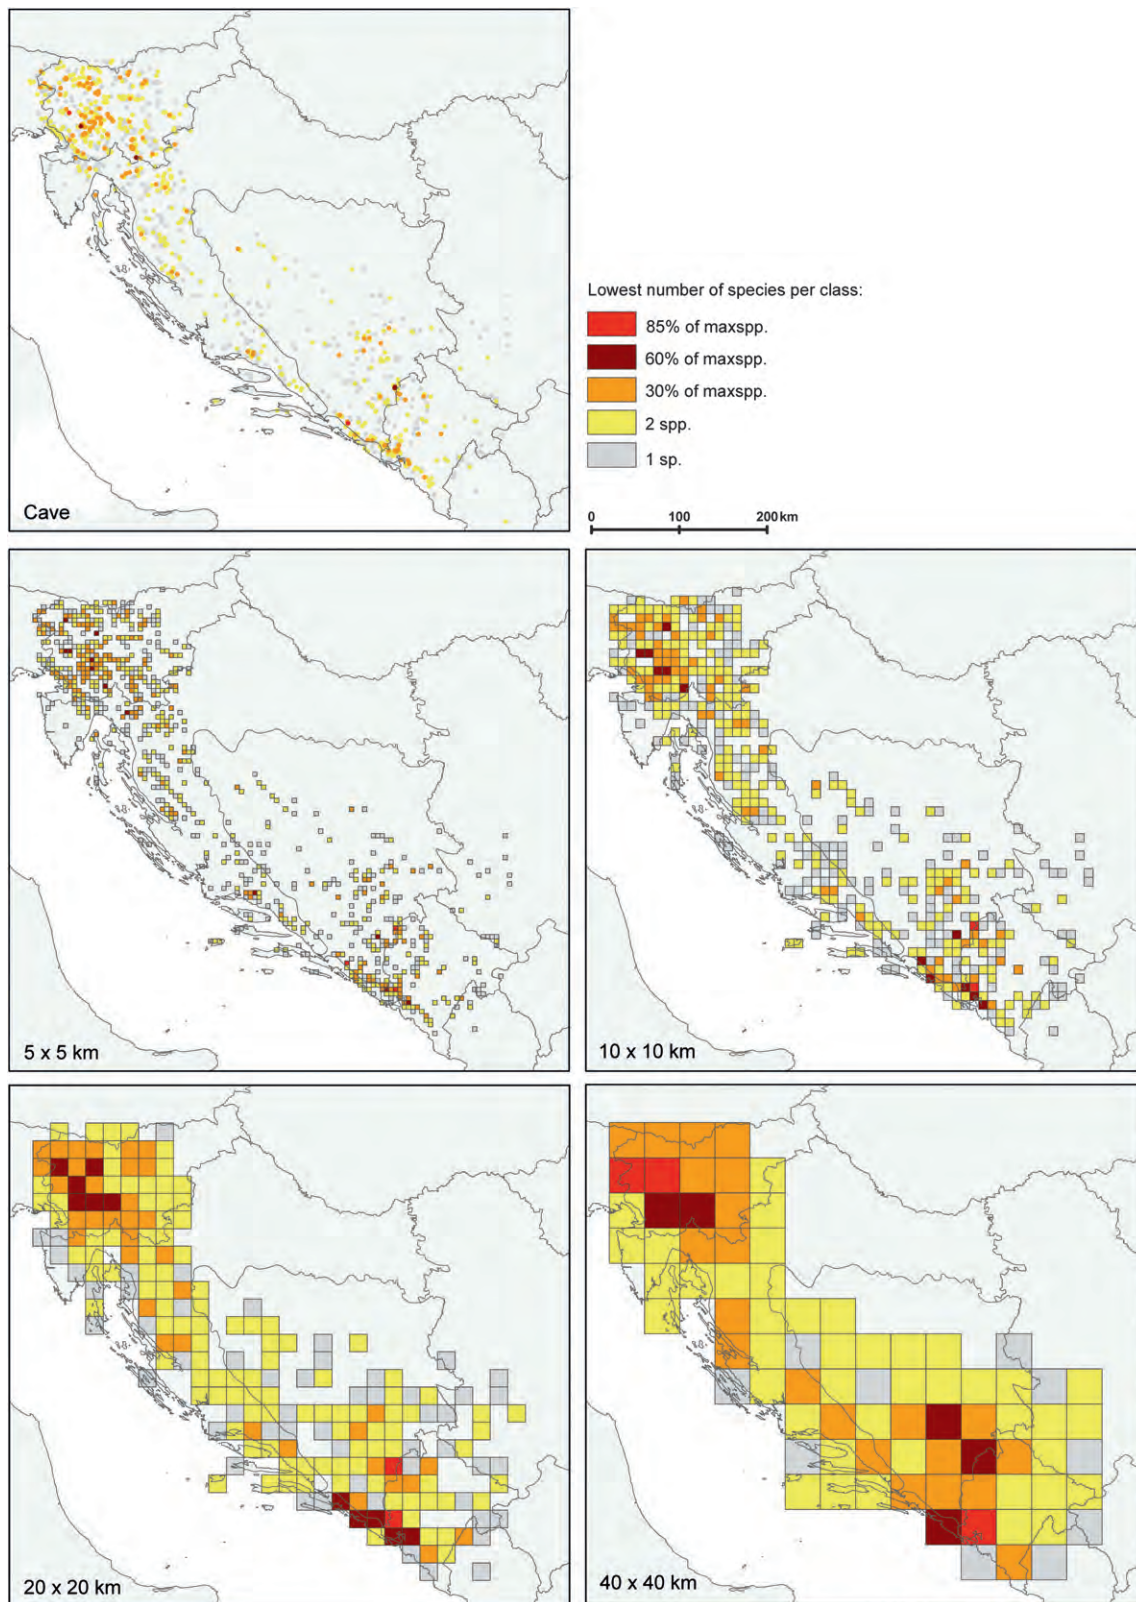 Cave
Lowest number of species per class:
85% of maxspp.
60% of maxspp.
30% of maxspp.
2 spp.
1 sp.
0 100 200 km
5 x 5 km
10 x 10 km
20 x 20 km
40 x 40 km